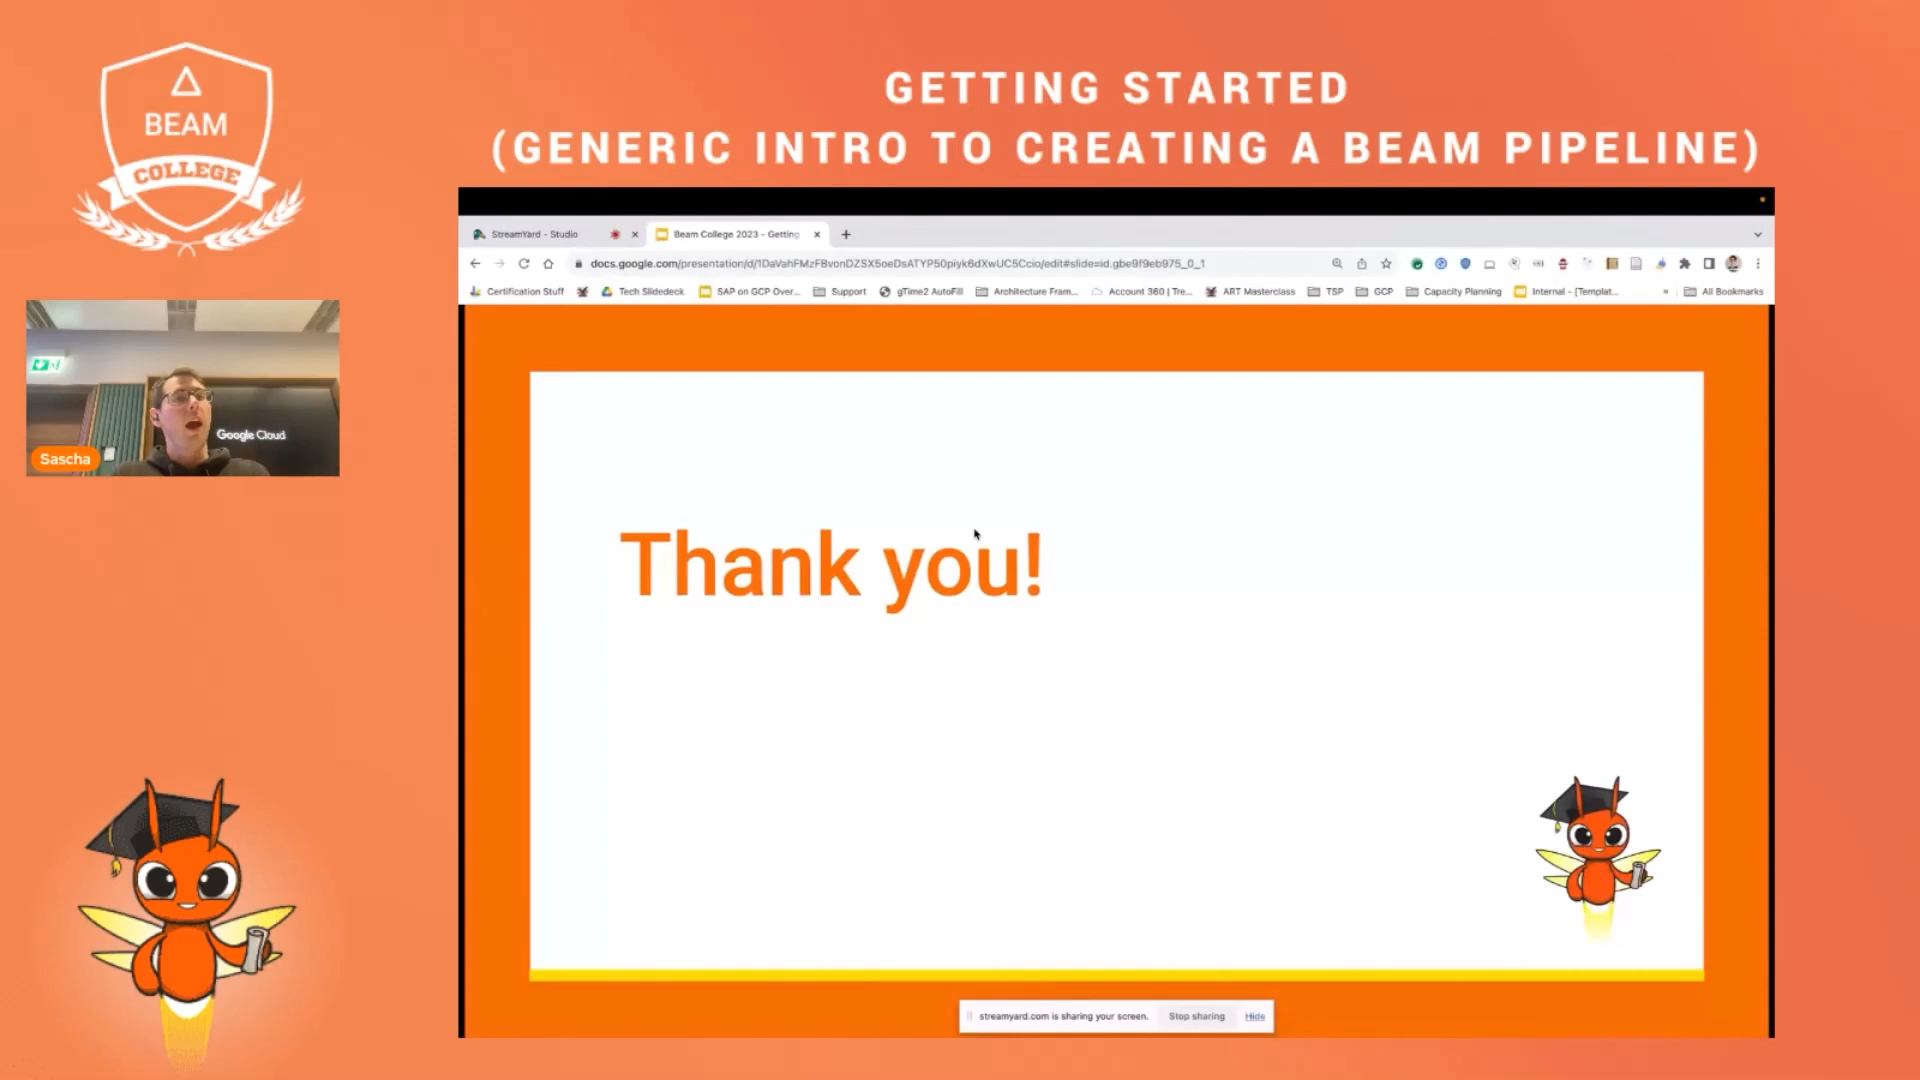 BEAM
COLLEGE
GETTING STARTED
(GENERIC INTRO TO CREATING A BEAM PIPELINE)
StreamYard - Studio
Beam College 2023 - Getting
docs.google.com/presentation/d/1DaVahFMzFBvonDZSX5oeDsATYP50piyk6dXwUC5Ccio/edit#slide=id.gbe9f9eb975_0_1
Certification Stuff
Tech Slidedeck
SAP on GCP Over...
Support
gTime2 AutoFill
Architecture Fram...
Account 360 | Tre...
ART Masterclass
TSP
GCP
Capacity Planning
Internal - [Templat...
»
All Bookmarks
Google Cloud
Sascha
Thank you!
streamyard.com is sharing your screen.
Stop sharing
Hide